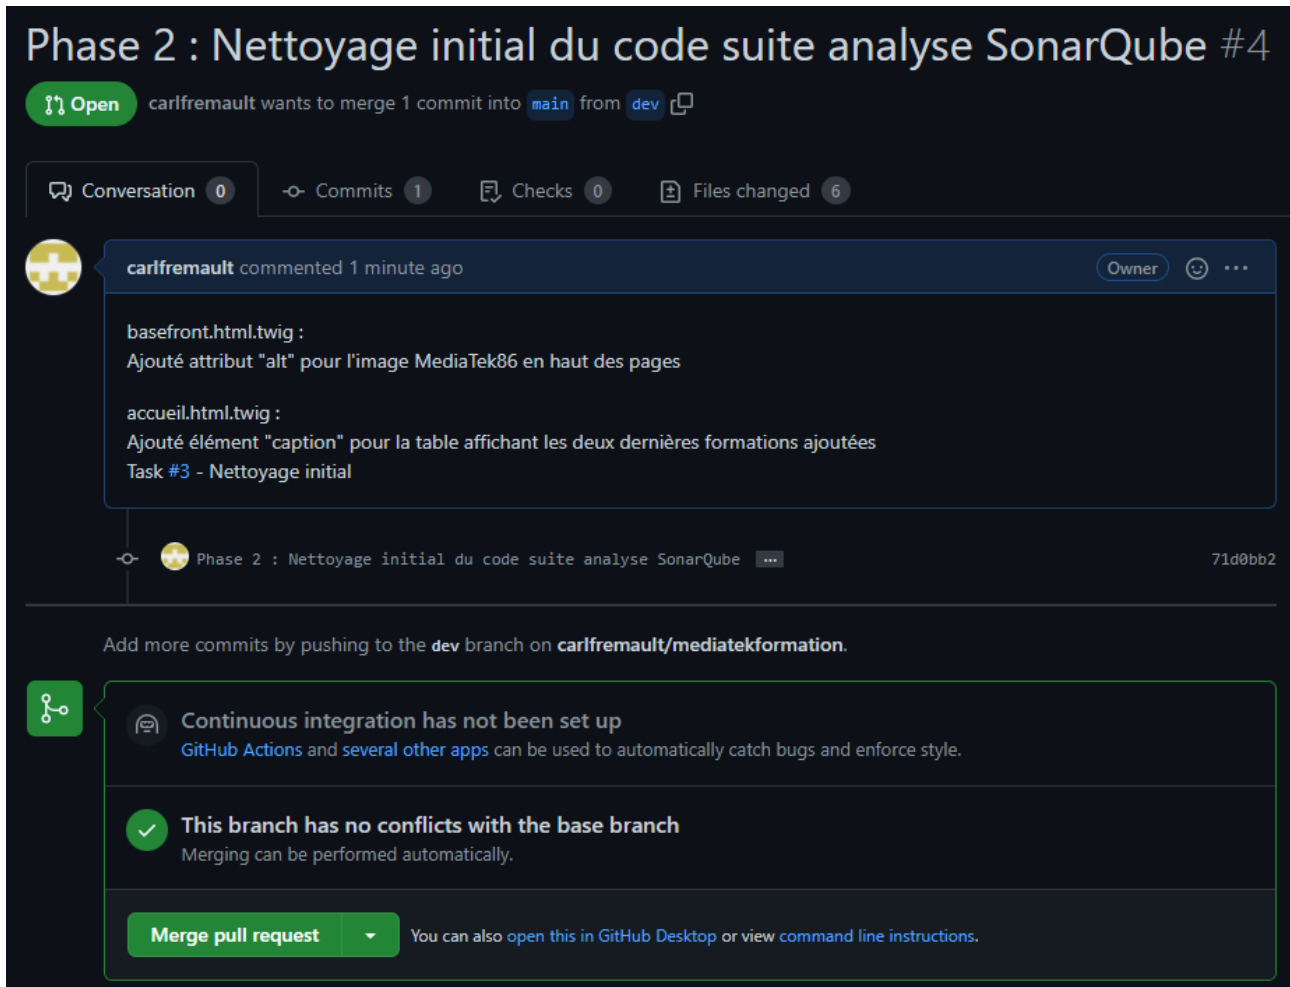 Phase 2 : Nettoyage initial du code suite analyse SonarQube #4
Open carlfremault wants to merge 1 commit into main from dev
Conversation 0 Commits 1 Checks 0 Files changed 6
carlfremault commented 1 minute ago Owner
basefront.html.twig :
Ajouté attribut "alt" pour l'image MediaTek86 en haut des pages
accueil.html.twig :
Ajouté élément "caption" pour la table affichant les deux dernières formations ajoutées
Task #3 - Nettoyage initial
Phase 2 : Nettoyage initial du code suite analyse SonarQube ... 71d0bb2
Add more commits by pushing to the dev branch on carlfremault/mediatekformation.
Continuous integration has not been set up
GitHub Actions and several other apps can be used to automatically catch bugs and enforce style.
This branch has no conflicts with the base branch
Merging can be performed automatically.
Merge pull request You can also open this in GitHub Desktop or view command line instructions.